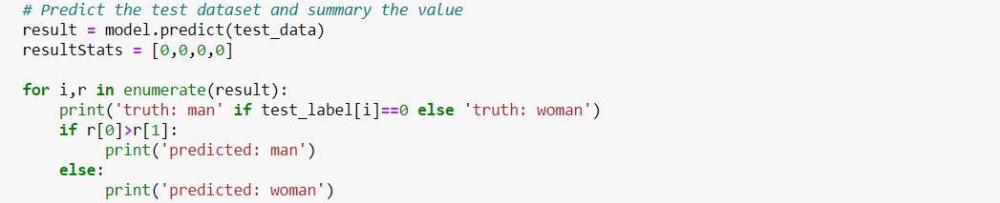 # Predict the test dataset and summary the value
result = model.predict(test_data)
resultStats = [0,0,0,0]
for i,r in enumerate(result):
print('truth: man' if test_label[i]==0 else 'truth: woman')
if r[0]>r[1]:
print('predicted: man')
else:
print('predicted: woman')